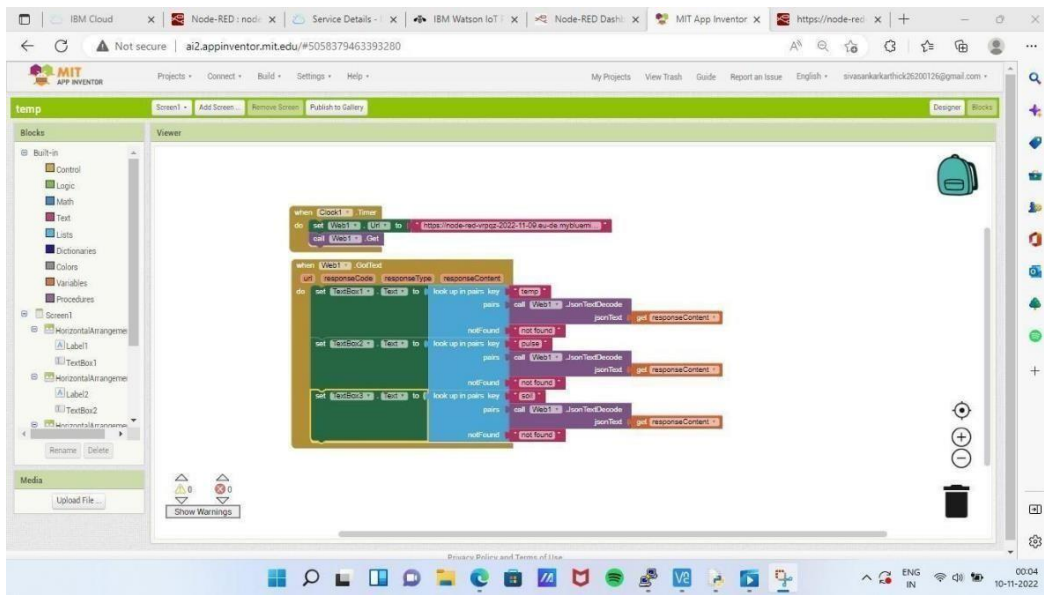 IBM Cloud
Node-RED : node
Service Details -
IBM Watson IoT
Node-RED Dash
MIT App Inventor
https://node-red
Not secure
ai2.appinventor.mit.edu/#5058379463393280
MIT
APP INVENTOR
Projects
Connect
Build
Settings
Help
My Projects
View Trash
Guide
Report an Issue
English
sivasankarkarthick26200126@gmail.com
temp
Screen1
Add Screen ...
Remove Screen
Publish to Gallery
Designer
Blocks
Blocks
Viewer
Built-in
Control
Logic
Math
Text
Lists
Dictionaries
Colors
Variables
Procedures
Screen1
HorizontalArrangeme
Label1
TextBox1
HorizontalArrangeme
Label2
TextBox2
HorizontalArrangeme
Rename
Delete
Media
Upload File ...
when Clock1 .Timer
do set Web1 . Url to " https://node-red-vrpqz-2022-11-09.eu-de.mybluem... "
call Web1 .Get
when Web1 .GotText
url responseCode responseType responseContent
do set TextBox1 . Text to look up in pairs key " temp "
pairs call Web1 .JsonTextDecode
jsonText get responseContent
notFound " not found "
set TextBox2 . Text to look up in pairs key " pulse "
pairs call Web1 .JsonTextDecode
jsonText get responseContent
notFound " not found "
set TextBox3 . Text to look up in pairs key " soil "
pairs call Web1 .JsonTextDecode
jsonText get responseContent
notFound " not found "
0
0
Show Warnings
Privacy Policy and Terms of Use
ENG
IN
00:04
10-11-2022